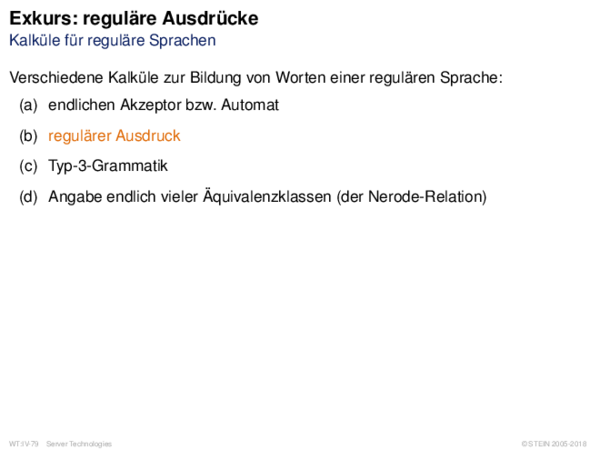 Exkurs: reguläre Ausdrücke
Kalküle für reguläre Sprachen
Verschiedene Kalküle zur Bildung von Worten einer regulären Sprache:
(a) endlichen Akzeptor bzw. Automat
(b) regulärer Ausdruck
(c) Typ-3-Grammatik
(d) Angabe endlich vieler Äquivalenzklassen (der Nerode-Relation)
WT:IV-79 Server Technologies
© STEIN 2005-2018